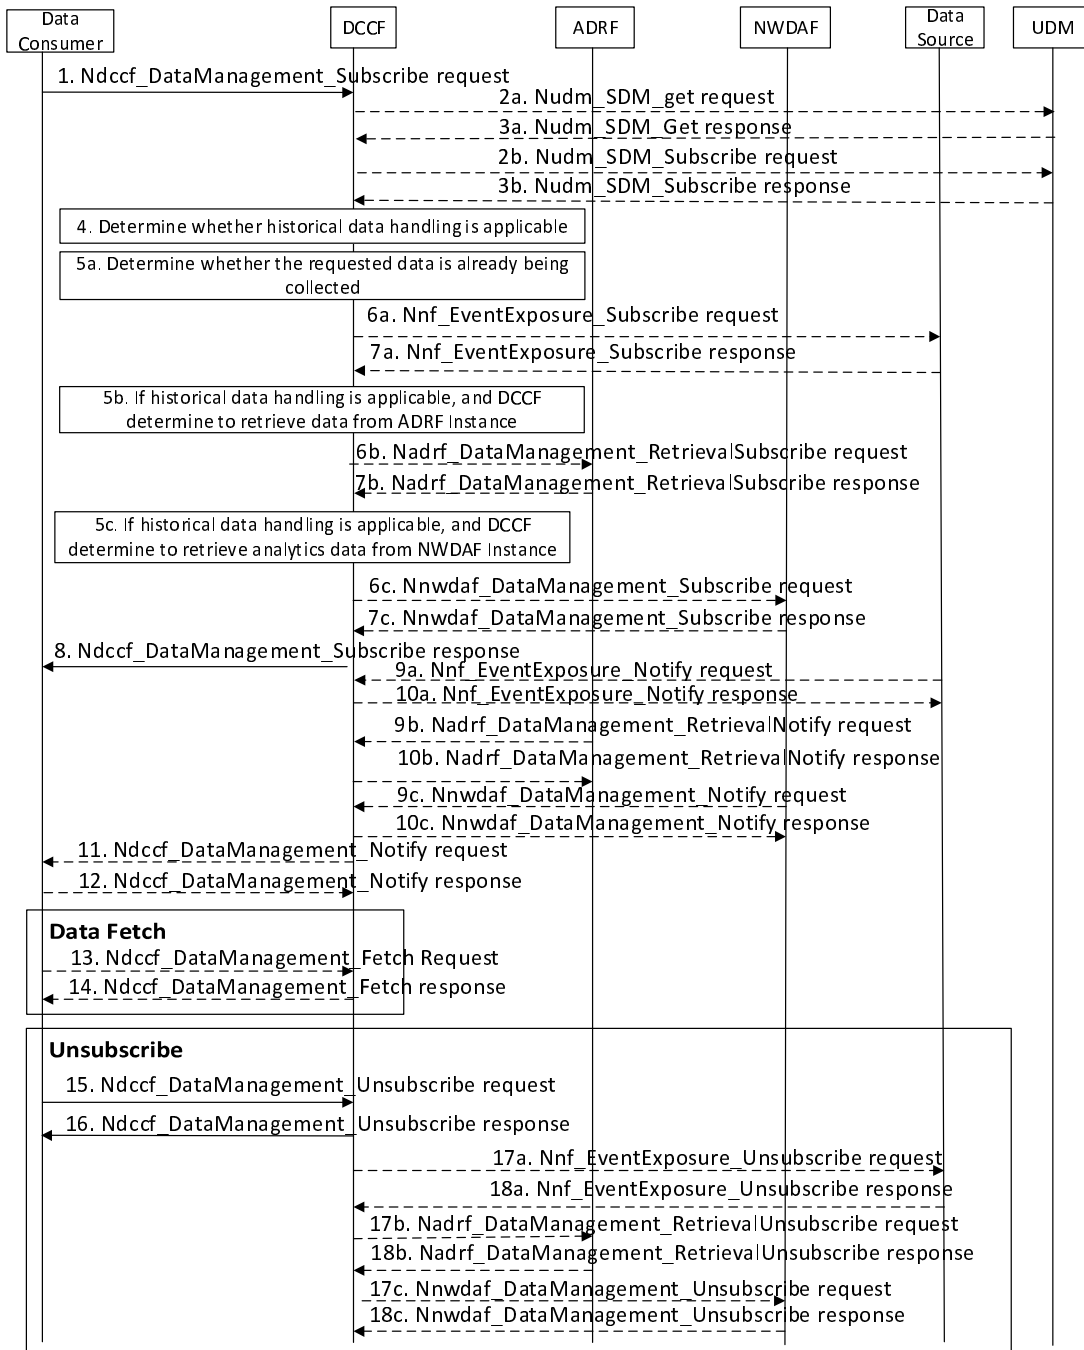 Data
Consumer
DCCF
ADRF
NWDAF
Data
Source
UDM
1. Ndccf_DataManagement_Subscribe request
2a. Nudm_SDM_get request
3a. Nudm_SDM_Get response
2b. Nudm_SDM_Subscribe request
3b. Nudm_SDM_Subscribe response
4. Determine whether historical data handling is applicable
5a. Determine whether the requested data is already being
collected
6a. Nnf_EventExposure_Subscribe request
7a. Nnf_EventExposure_Subscribe response
5b. If historical data handling is applicable, and DCCF
determine to retrieve data from ADRF Instance
6b. Nadrf_DataManagement_RetrievalSubscribe request
7b. Nadrf_DataManagement_RetrievalSubscribe response
5c. If historical data handling is applicable, and DCCF
determine to retrieve analytics data from NWDAF Instance
6c. Nnwdaf_DataManagement_Subscribe request
7c. Nnwdaf_DataManagement_Subscribe response
8. Ndccf_DataManagement_Subscribe response
9a. Nnf_EventExposure_Notify request
10a. Nnf_EventExposure_Notify response
9b. Nadrf_DataManagement_RetrievalNotify request
10b. Nadrf_DataManagement_RetrievalNotify response
9c. Nnwdaf_DataManagement_Notify request
10c. Nnwdaf_DataManagement_Notify response
11. Ndccf_DataManagement_Notify request
12. Ndccf_DataManagement_Notify response
Data Fetch
13. Ndccf_DataManagement_Fetch Request
14. Ndccf_DataManagement_Fetch response
Unsubscribe
15. Ndccf_DataManagement_Unsubscribe request
16. Ndccf_DataManagement_Unsubscribe response
17a. Nnf_EventExposure_Unsubscribe request
18a. Nnf_EventExposure_Unsubscribe response
17b. Nadrf_DataManagement_RetrievalUnsubscribe request
18b. Nadrf_DataManagement_RetrievalUnsubscribe response
17c. Nnwdaf_DataManagement_Unsubscribe request
18c. Nnwdaf_DataManagement_Unsubscribe response